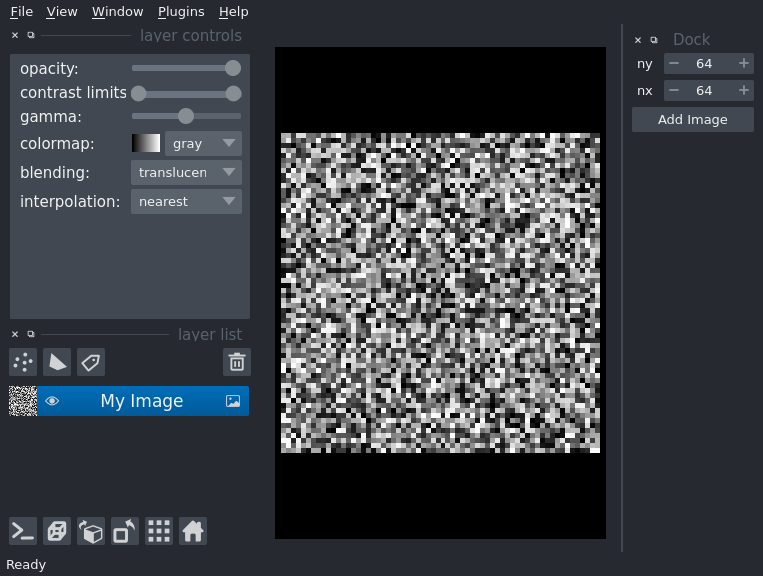 File View Window Plugins Help
layer controls
opacity:
contrast limits
gamma:
colormap: gray
blending: translucen
interpolation: nearest
layer list
My Image
Ready
Dock
ny 64
nx 64
Add Image